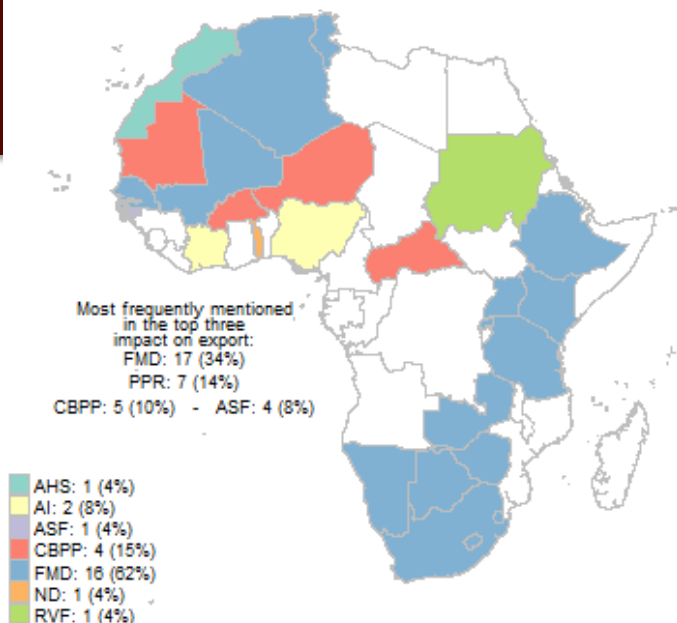 Most frequently mentioned
in the top three
impact on export:
FMD: 17 (34%)
PPR: 7 (14%)
CBPP: 5 (10%) - ASF: 4 (8%)
AHS: 1 (4%)
AI: 2 (8%)
ASF: 1 (4%)
CBPP: 4 (15%)
FMD: 16 (62%)
ND: 1 (4%)
RVF: 1 (4%)